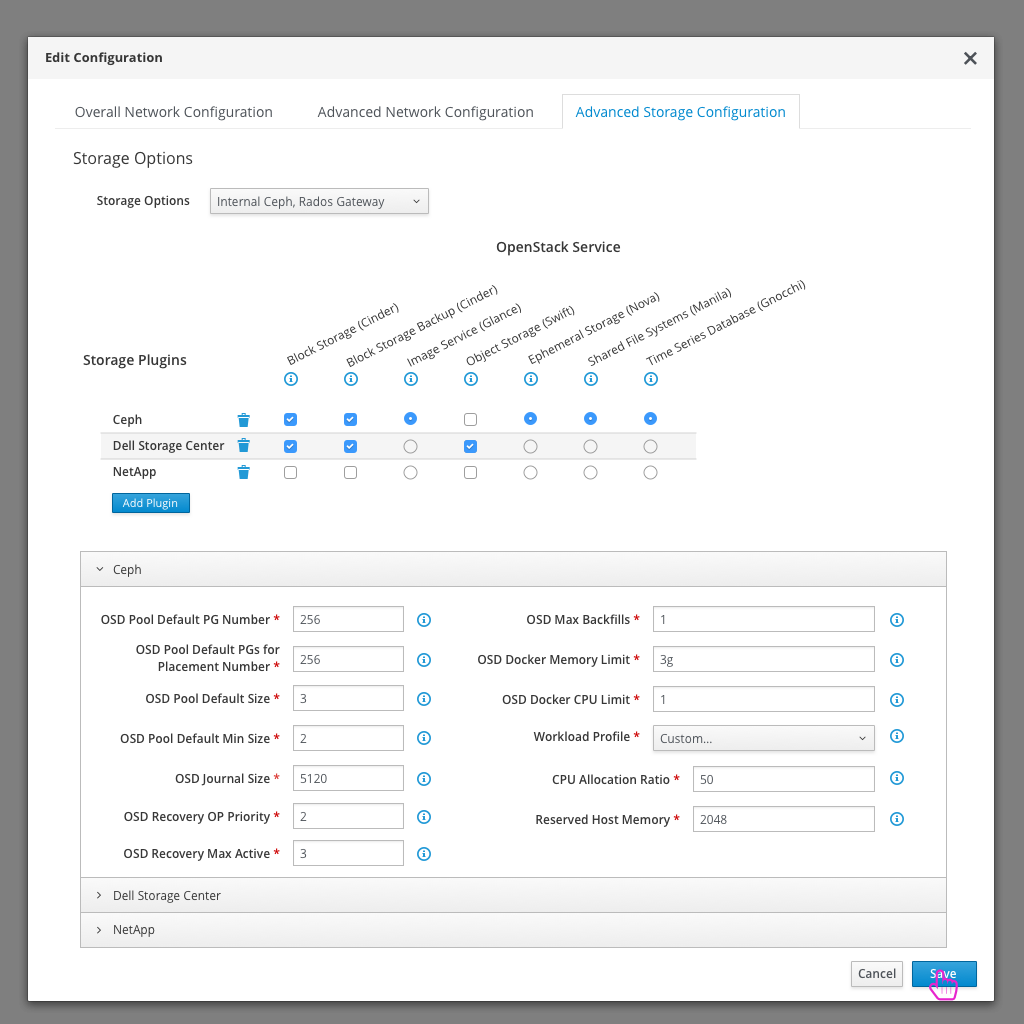 Edit Configuration
Overall Network Configuration
Advanced Network Configuration
Advanced Storage Configuration
Storage Options
Storage Options
Internal Ceph, Rados Gateway
OpenStack Service
Storage Plugins
Block Storage (Cinder)
Block Storage Backup (Cinder)
Image Service (Glance)
Object Storage (Swift)
Ephemeral Storage (Nova)
Shared File Systems (Manila)
Time Series Database (Gnocchi)
Ceph
Dell Storage Center
NetApp
Add Plugin
Ceph
OSD Pool Default PG Number * 256
OSD Pool Default PGs for
Placement Number * 256
OSD Pool Default Size * 3
OSD Pool Default Min Size * 2
OSD Journal Size * 5120
OSD Recovery OP Priority * 2
OSD Recovery Max Active * 3
OSD Max Backfills * 1
OSD Docker Memory Limit * 3g
OSD Docker CPU Limit * 1
Workload Profile * Custom...
CPU Allocation Ratio * 50
Reserved Host Memory * 2048
Dell Storage Center
NetApp
Cancel
Save